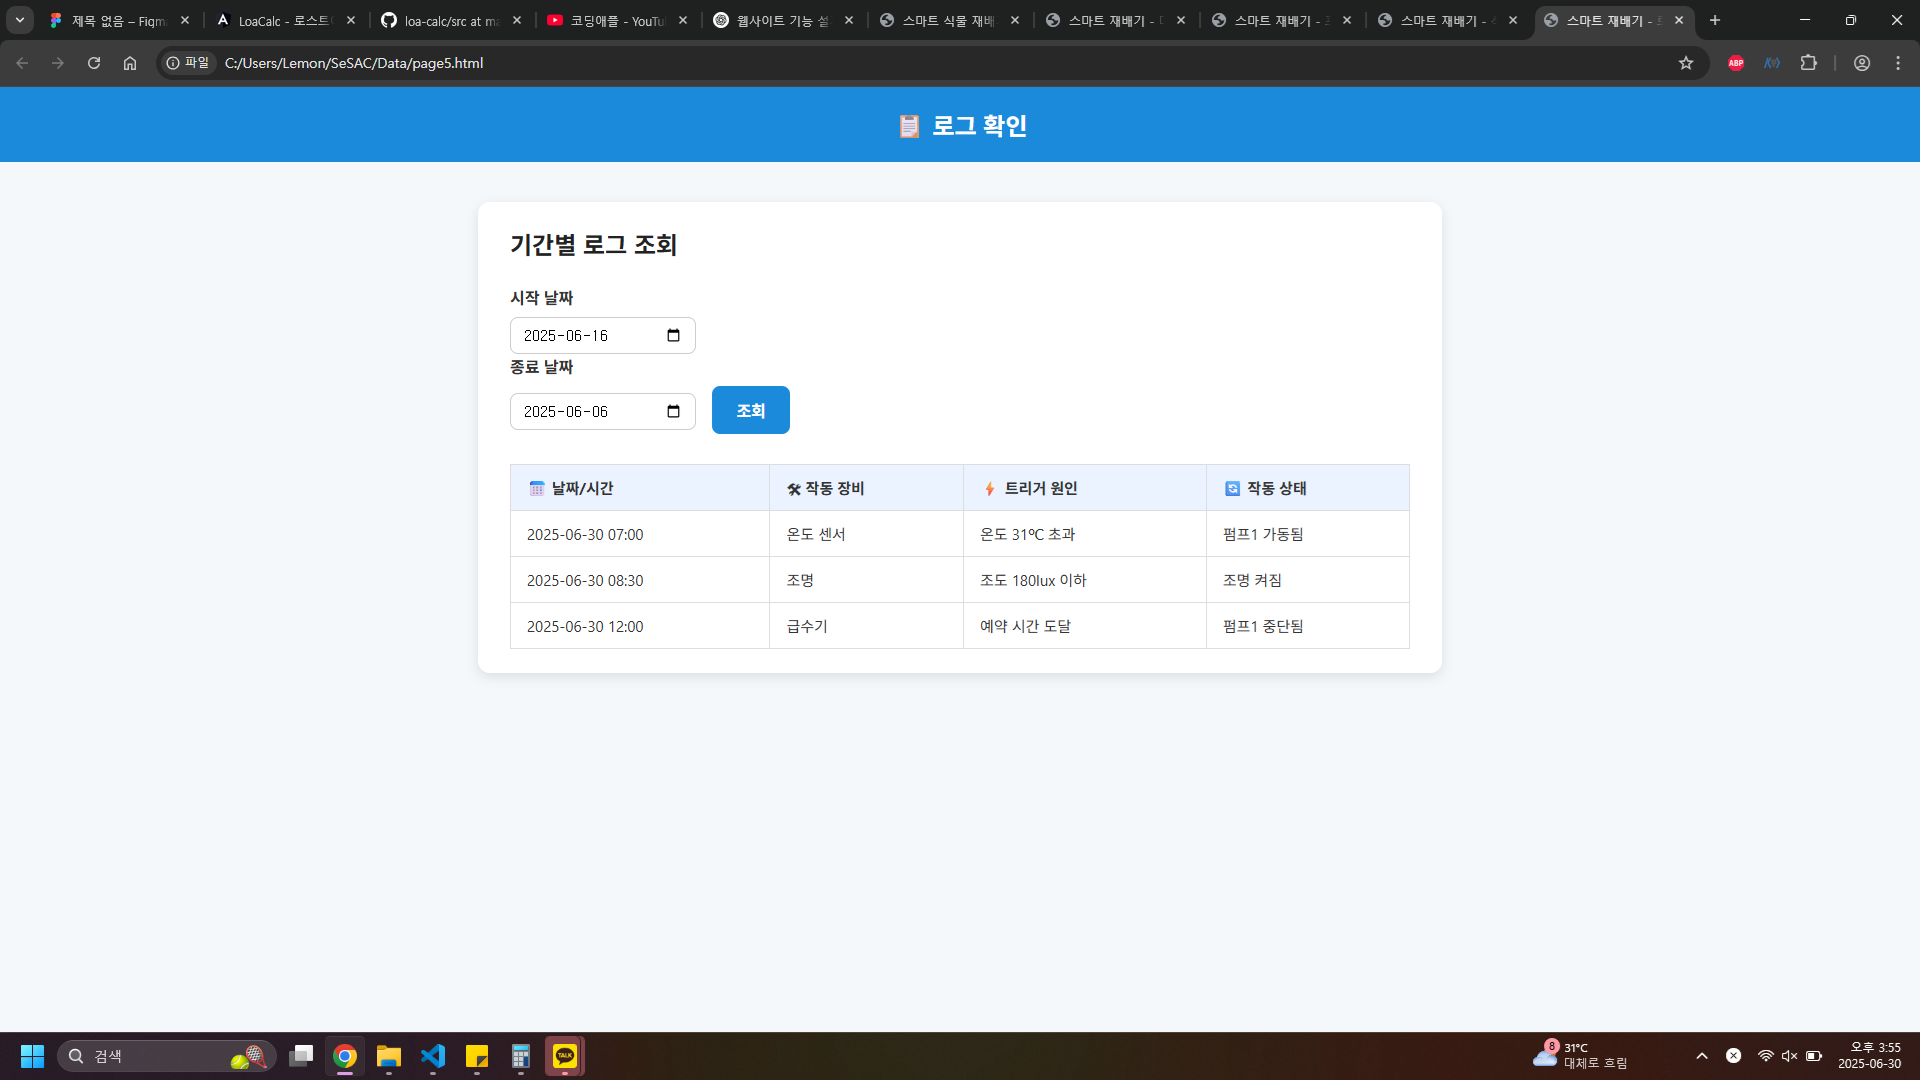 제목 없음 – Figm
LoaCalc - 로스트
loa-calc/src at ma
코딩애플 - YouTu
웹사이트 기능 설
스마트 식물 재배
스마트 재배기 -
스마트 재배기 -
스마트 재배기 -
스마트 재배기 -
파일
C:/Users/Lemon/SeSAC/Data/page5.html
ABP
로그 확인
기간별 로그 조회
시작 날짜
2025-06-16
종료 날짜
2025-06-06
조회
날짜/시간 작동 장비 트리거 원인 작동 상태
2025-06-30 07:00 온도 센서 온도 31℃ 초과 펌프1 가동됨
2025-06-30 08:30 조명 조도 180lux 이하 조명 켜짐
2025-06-30 12:00 급수기 예약 시간 도달 펌프1 중단됨
검색
TALK
8
31°C
대체로 흐림
오후 3:55
2025-06-30